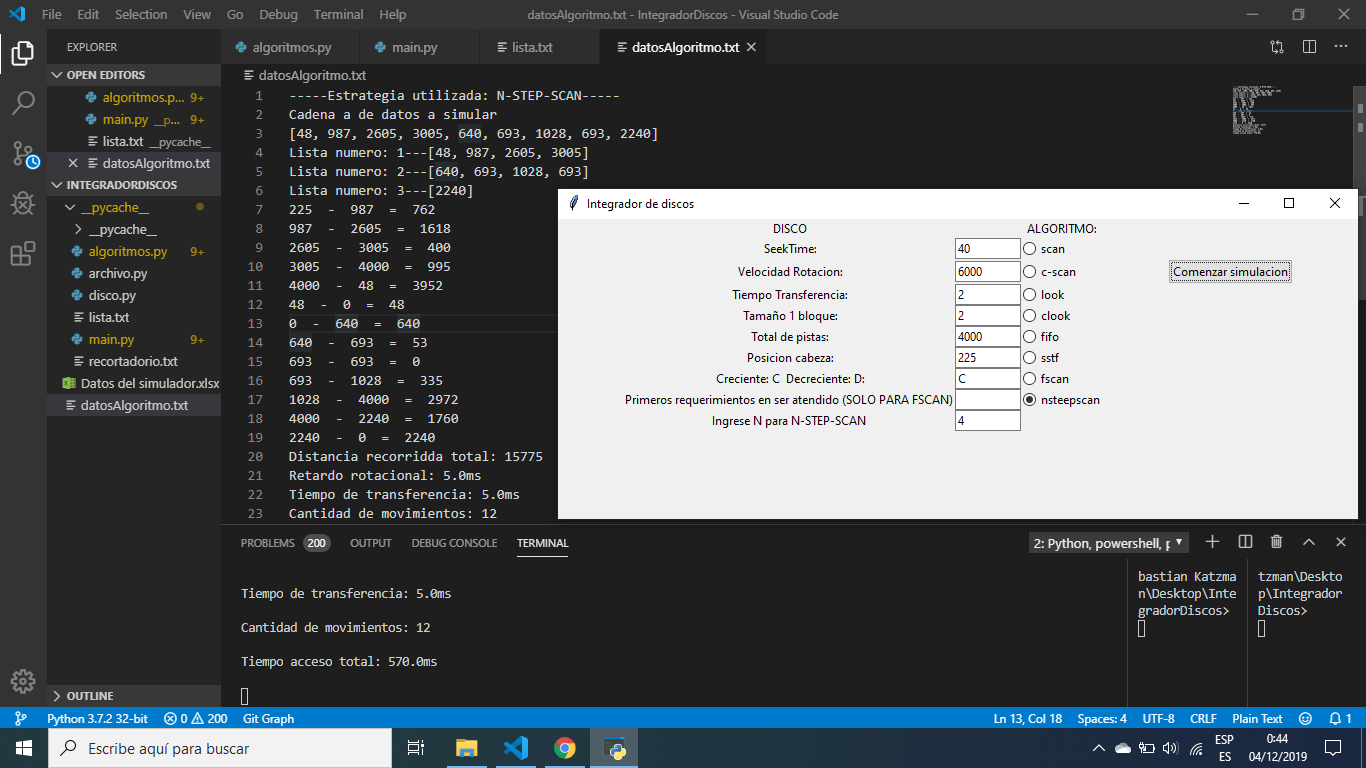 File Edit Selection View Go Debug Terminal Help
datosAlgoritmo.txt - IntegradorDiscos - Visual Studio Code
EXPLORER
algoritmos.py
main.py
lista.txt
datosAlgoritmo.txt
OPEN EDITORS
algoritmos.p... 9+
main.py __p... 9+
lista.txt __pycache__
datosAlgoritmo.txt
INTEGRADORDISCOS
__pycache__
__pycache__
algoritmos.py 9+
archivo.py
disco.py
lista.txt
main.py 9+
recortadorio.txt
Datos del simulador.xlsx
datosAlgoritmo.txt
OUTLINE
datosAlgoritmo.txt
1 -----Estrategia utilizada: N-STEP-SCAN-----
2 Cadena a de datos a simular
3 [48, 987, 2605, 3005, 640, 693, 1028, 693, 2240]
4 Lista numero: 1---[48, 987, 2605, 3005]
5 Lista numero: 2---[640, 693, 1028, 693]
6 Lista numero: 3---[2240]
7 225 - 987 = 762
8 987 - 2605 = 1618
9 2605 - 3005 = 400
10 3005 - 4000 = 995
11 4000 - 48 = 3952
12 48 - 0 = 48
13 0 - 640 = 640
14 640 - 693 = 53
15 693 - 693 = 0
16 693 - 1028 = 335
17 1028 - 4000 = 2972
18 4000 - 2240 = 1760
19 2240 - 0 = 2240
20 Distancia recorridda total: 15775
21 Retardo rotacional: 5.0ms
22 Tiempo de transferencia: 5.0ms
23 Cantidad de movimientos: 12
Integrador de discos
DISCO ALGORITMO:
SeekTime: 40 scan
Velocidad Rotacion: 6000 c-scan Comenzar simulacion
Tiempo Transferencia: 2 look
Tamaño 1 bloque: 2 clook
Total de pistas: 4000 fifo
Posicion cabeza: 225 sstf
Creciente: C Decreciente: D: C fscan
Primeros requerimientos en ser atendido (SOLO PARA FSCAN) nsteepscan
Ingrese N para N-STEP-SCAN 4
PROBLEMS 200 OUTPUT DEBUG CONSOLE TERMINAL
2: Python, powershell, p
Tiempo de transferencia: 5.0ms
Cantidad de movimientos: 12
Tiempo acceso total: 570.0ms
bastian Katzma
n\Desktop\Inte
gradorDiscos>
tzman\Deskto
p\Integrador
Discos>
Python 3.7.2 32-bit 0 200 Git Graph
Ln 13, Col 18 Spaces: 4 UTF-8 CRLF Plain Text 1
Escribe aquí para buscar
ESP
ES
0:44
04/12/2019